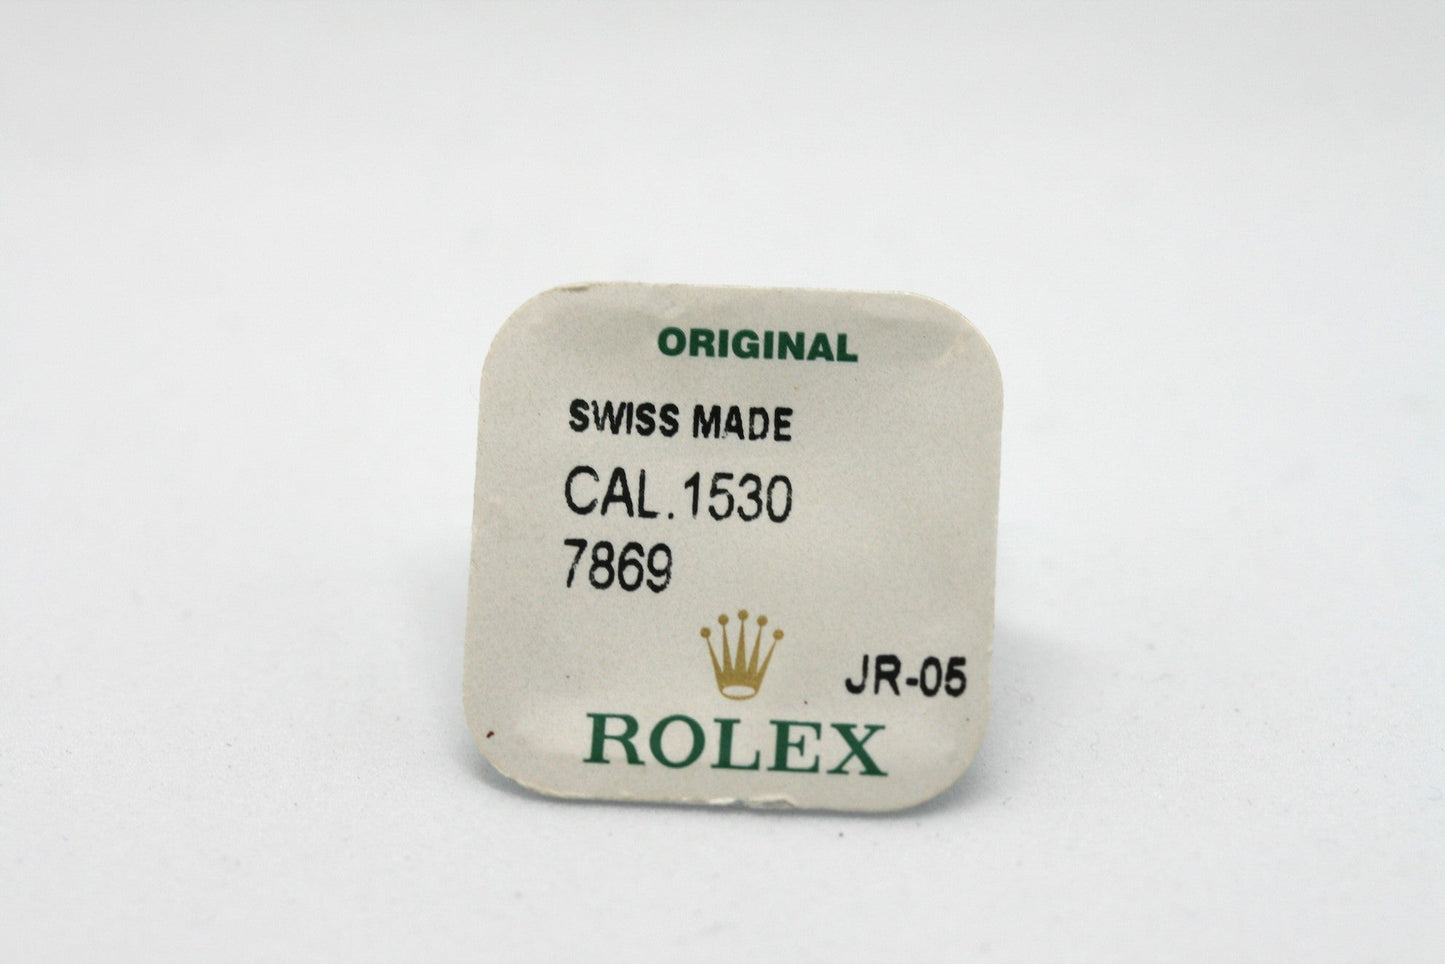 ORIGINAL
SWISS MADE
CAL.1530
7869
JR-05
ROLEX